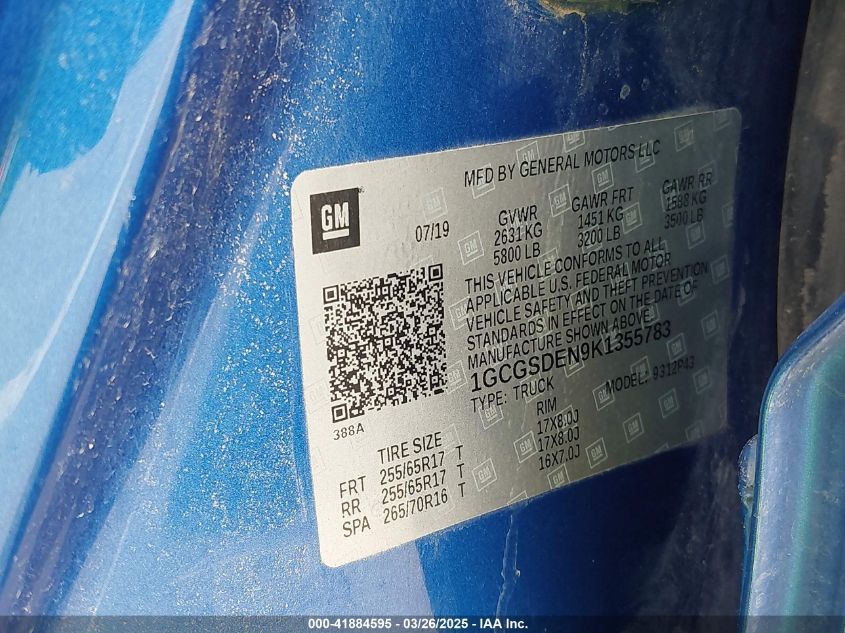 MFD BY GENERAL MOTORS LLC
GM
07/19
GVWR GAWR FRT GAWR RR
2631 KG 1451 KG 1588 KG
5800 LB 3200 LB 3500 LB
THIS VEHICLE CONFORMS TO ALL
APPLICABLE U.S. FEDERAL MOTOR
VEHICLE SAFETY AND THEFT PREVENTION
STANDARDS IN EFFECT ON THE DATE OF
MANUFACTURE SHOWN ABOVE.
1GCGSDEN9K1355783
TYPE: TRUCK MODEL: 9312P43
388A
TIRE SIZE RIM
FRT 255/65R17 T 17X8.0J
RR 255/65R17 T 17X8.0J
SPA 265/70R16 T 16X7.0J
000-41884595 - 03/26/2025 - IAA Inc.